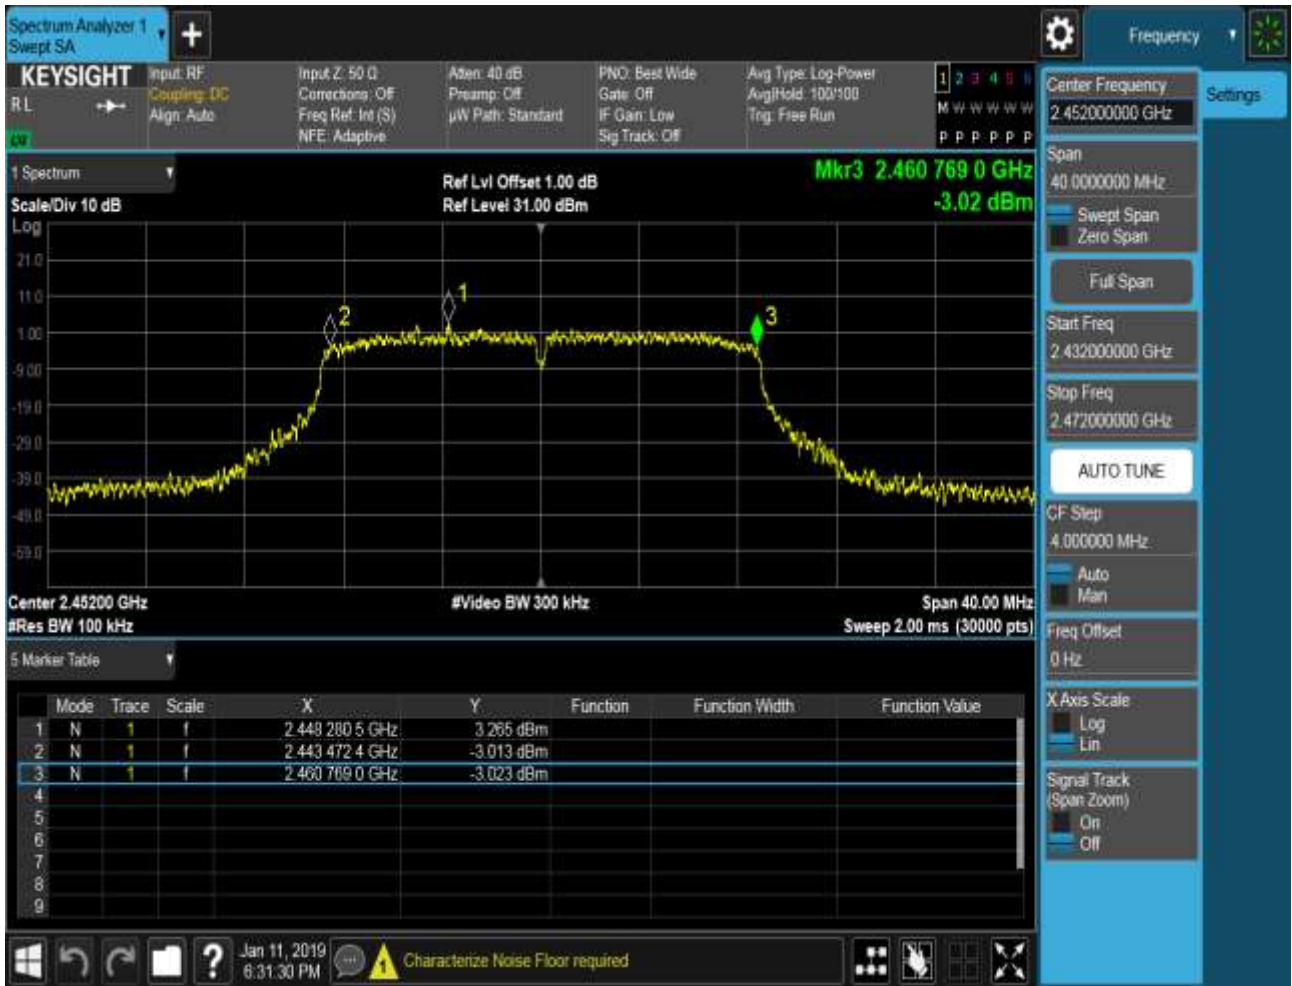 Spectrum Analyzer 1
Swept SA
+
Frequency
KEYSIGHT
R L
Input: RF
Coupling: DC
Align: Auto
Input Z: 50 Ω
Corrections: Off
Freq Ref: Int (S)
NFE: Adaptive
Atten: 40 dB
Preamp: Off
µW Path: Standard
PNO: Best Wide
Gate: Off
IF Gain: Low
Sig Track: Off
Avg Type: Log-Power
Avg|Hold: 100/100
Trig: Free Run
1 2 3 4 5 6
M W W W W W
P P P P P P
1 Spectrum
Scale/Div 10 dB
Ref Lvl Offset 1.00 dB
Ref Level 31.00 dBm
Mkr3 2.460 769 0 GHz
-3.02 dBm
Log
21.0
11.0
1.00
-9.00
-19.0
-29.0
-39.0
-49.0
-59.0
1
2
3
Center 2.45200 GHz
#Video BW 300 kHz
Span 40.00 MHz
#Res BW 100 kHz
Sweep 2.00 ms (30000 pts)
5 Marker Table
Mode Trace Scale X Y Function Function Width Function Value
1 N 1 f 2.448 280 5 GHz 3.265 dBm
2 N 1 f 2.443 472 4 GHz -3.013 dBm
3 N 1 f 2.460 769 0 GHz -3.023 dBm
4
5
6
7
8
9
Jan 11, 2019
6:31:30 PM
?
1
Characterize Noise Floor required
Center Frequency
2.452000000 GHz
Settings
Span
40.0000000 MHz
Swept Span
Zero Span
Full Span
Start Freq
2.432000000 GHz
Stop Freq
2.472000000 GHz
AUTO TUNE
CF Step
4.000000 MHz
Auto
Man
Freq Offset
0 Hz
X Axis Scale
Log
Lin
Signal Track
(Span Zoom)
On
Off